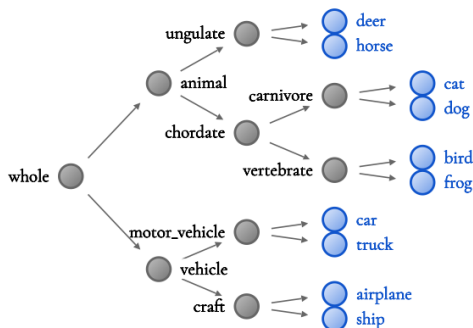 deer
ungulate
horse
animal
cat
carnivore
dog
chordate
bird
vertebrate
frog
whole
car
motor_vehicle
truck
vehicle
airplane
craft
ship